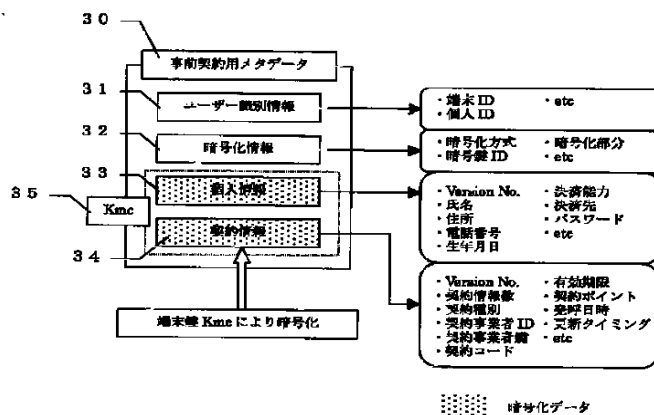 30
事前契約用メタデータ
31
ユーザー識別情報
・端末ID ・etc
・個人ID
32
暗号化情報
・暗号化方式 ・暗号化部分
・暗号鍵ID ・etc
33
個人情報
35
Kmc
・Version No. ・決済能力
・氏名 ・決済先
・住所 ・パスワード
・電話番号 ・etc
・生年月日
34
契約情報
・Version No. ・有効期限
・契約情報数 ・契約ポイント
・契約種別 ・発呼日時
・契約事業者ID ・更新タイミング
・契約事業者鍵 ・etc
・契約コード
端末鍵Kmcにより暗号化
暗号化データ